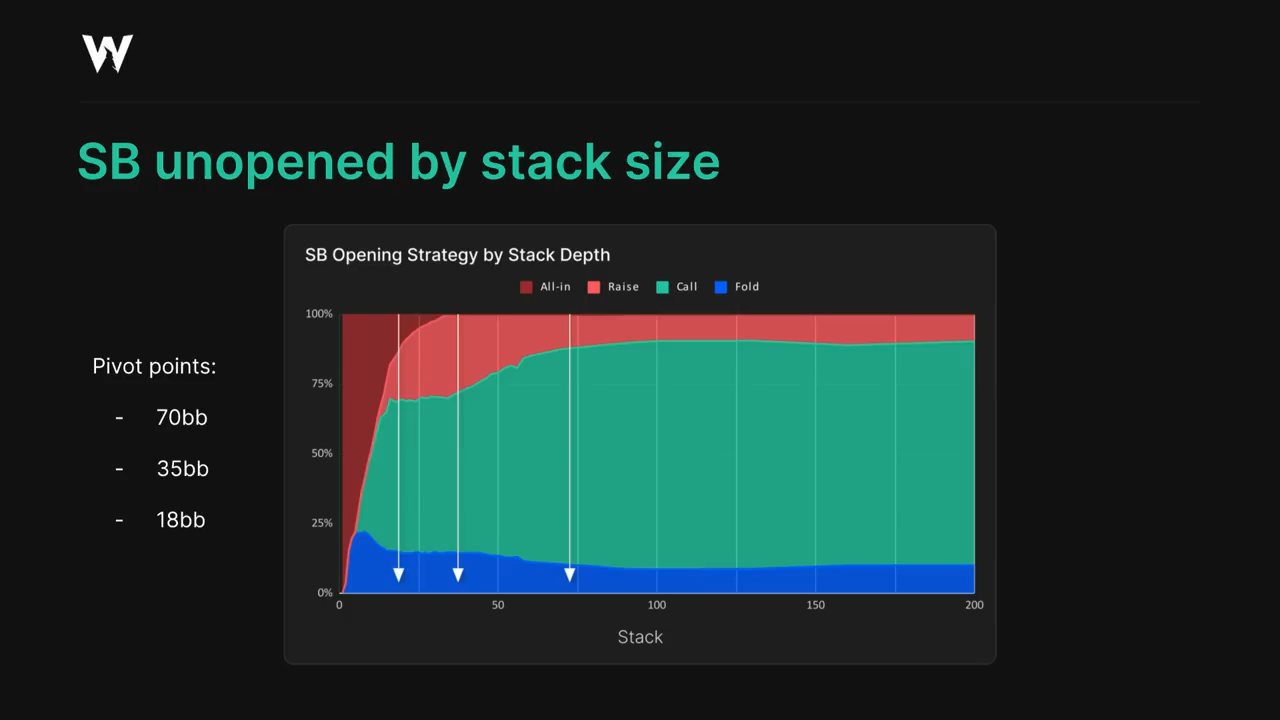 W
SB unopened by stack size
Pivot points:
- 70bb
- 35bb
- 18bb
SB Opening Strategy by Stack Depth
All-in Raise Call Fold
100%
75%
50%
25%
0%
0 50 100 150 200
Stack